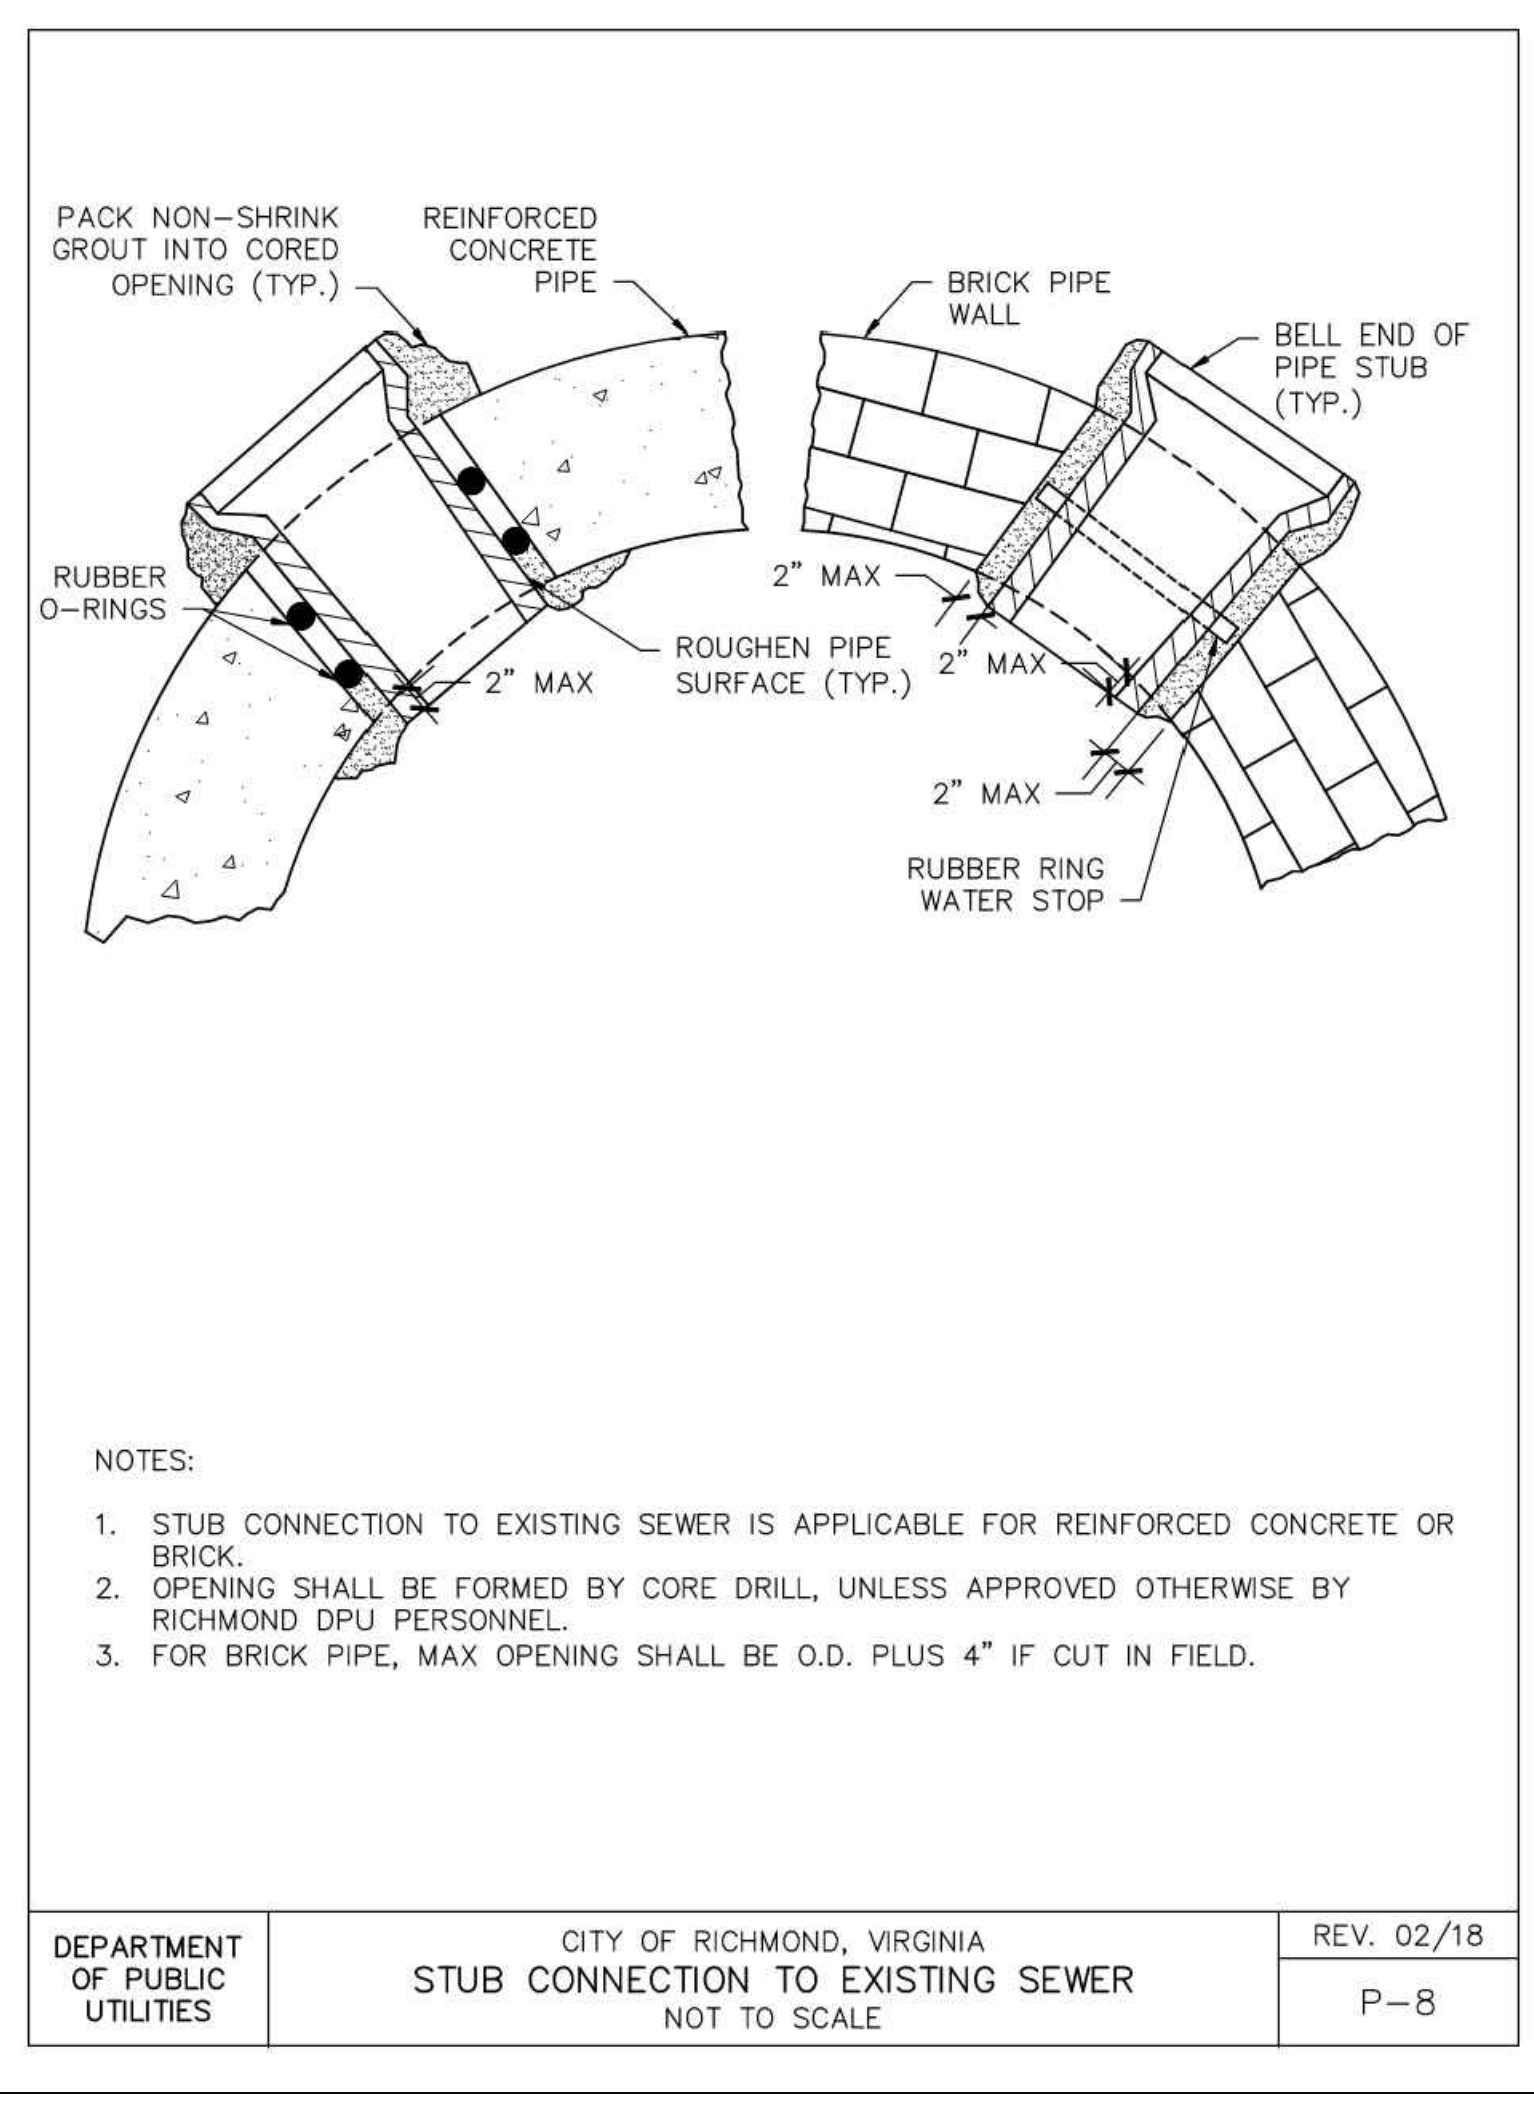 PACK NON-SHRINK
GROUT INTO CORED
OPENING (TYP.)
REINFORCED
CONCRETE
PIPE
BRICK PIPE
WALL
BELL END OF
PIPE STUB
(TYP.)
RUBBER
O-RINGS
2" MAX
ROUGHEN PIPE
SURFACE (TYP.)
2" MAX
2" MAX
2" MAX
RUBBER RING
WATER STOP
NOTES:
1. STUB CONNECTION TO EXISTING SEWER IS APPLICABLE FOR REINFORCED CONCRETE OR
BRICK.
2. OPENING SHALL BE FORMED BY CORE DRILL, UNLESS APPROVED OTHERWISE BY
RICHMOND DPU PERSONNEL.
3. FOR BRICK PIPE, MAX OPENING SHALL BE O.D. PLUS 4" IF CUT IN FIELD.
DEPARTMENT
OF PUBLIC
UTILITIES
CITY OF RICHMOND, VIRGINIA
STUB CONNECTION TO EXISTING SEWER
NOT TO SCALE
REV. 02/18
P-8